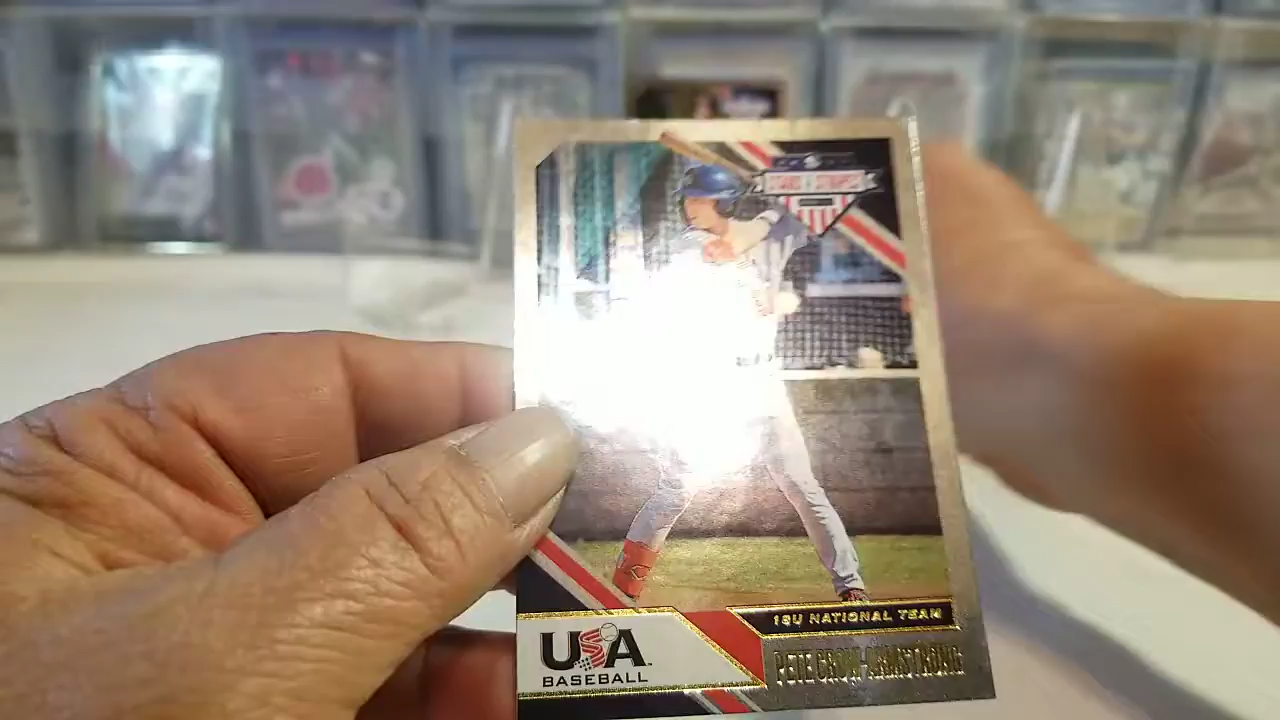 STARS & STRIPES
18U NATIONAL TEAM
USA
BASEBALL
PETE CROW-ARMSTRONG